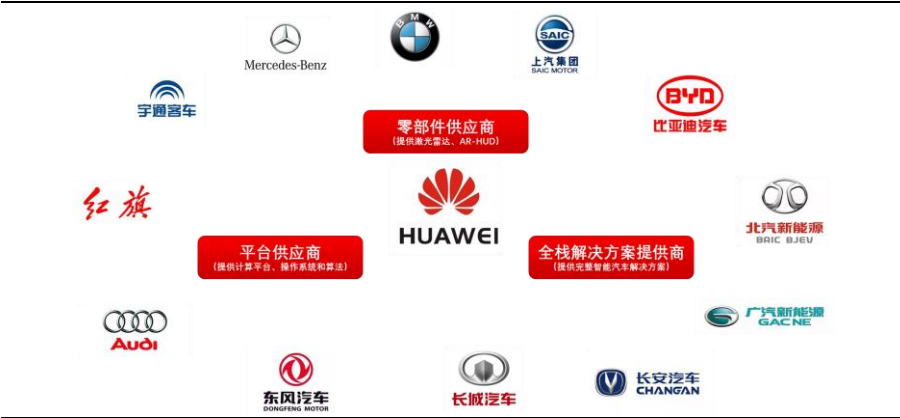 BMW
Mercedes-Benz
SAIC
上汽集团
SAIC MOTOR
宇通客车
BYD
比亚迪汽车
零部件供应商
(提供激光雷达、AR-HUD)
红旗
HUAWEI
北汽新能源
BAIC BJEV
平台供应商
(提供计算平台、操作系统和算法)
全栈解决方案提供商
(提供完整智能汽车解决方案)
Audi
广汽新能源
GAC NE
东风汽车
DONGFENG MOTOR
长城汽车
长安汽车
CHANGAN